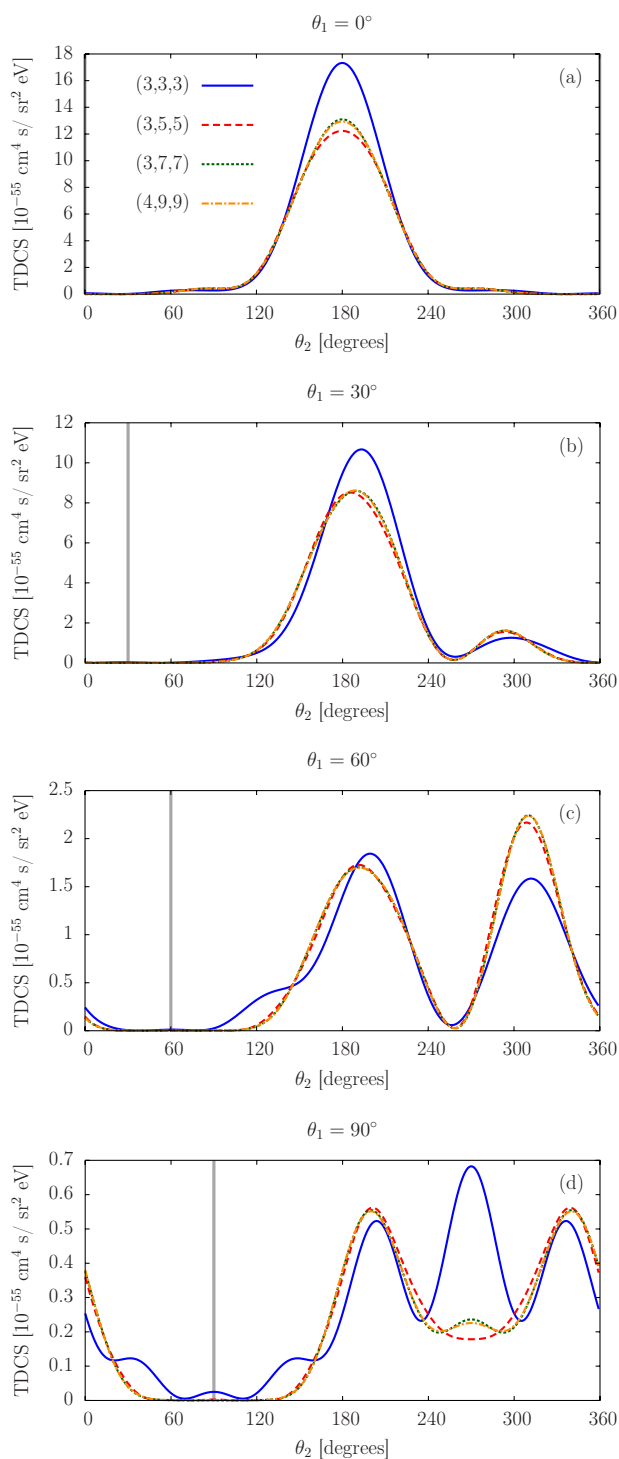 θ₁ = 0°
TDCS [10⁻⁵⁵ cm⁴ s/ sr² eV]
18
16
14
12
10
8
6
4
2
0
(3,3,3)
(3,5,5)
(3,7,7)
(4,9,9)
(a)
0 60 120 180 240 300 360
θ₂ [degrees]
θ₁ = 30°
TDCS [10⁻⁵⁵ cm⁴ s/ sr² eV]
12
10
8
6
4
2
0
(b)
0 60 120 180 240 300 360
θ₂ [degrees]
θ₁ = 60°
TDCS [10⁻⁵⁵ cm⁴ s/ sr² eV]
2.5
2
1.5
1
0.5
0
(c)
0 60 120 180 240 300 360
θ₂ [degrees]
θ₁ = 90°
TDCS [10⁻⁵⁵ cm⁴ s/ sr² eV]
0.7
0.6
0.5
0.4
0.3
0.2
0.1
0
(d)
0 60 120 180 240 300 360
θ₂ [degrees]